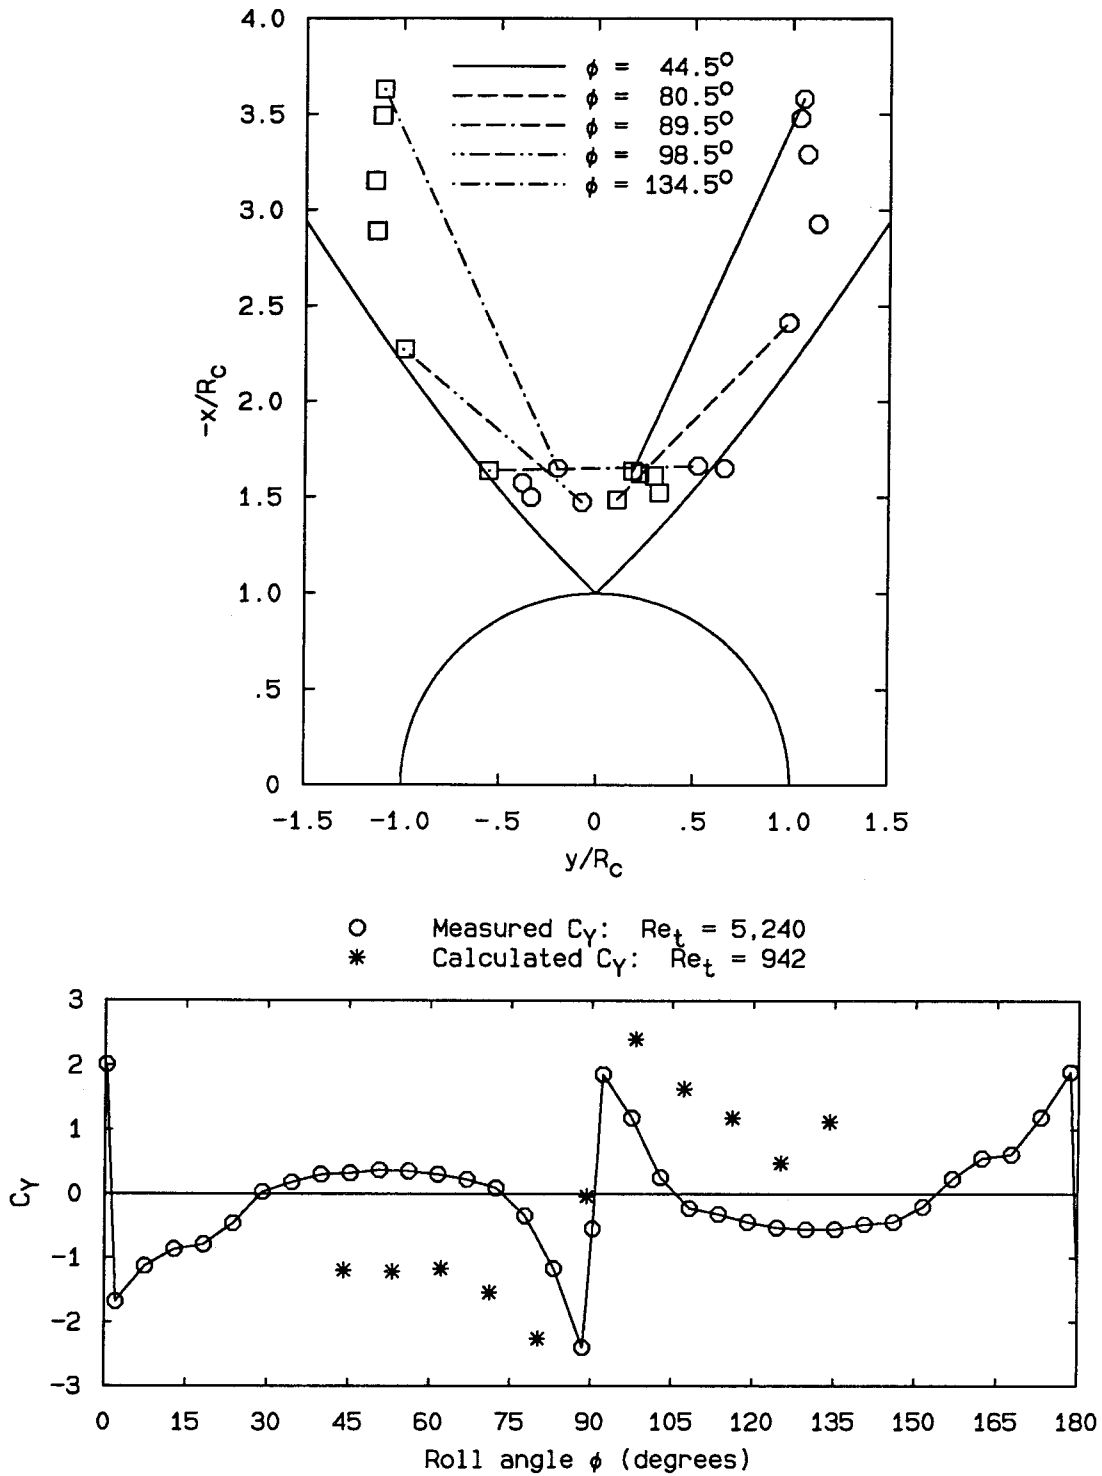 4.0
3.5
3.0
2.5
2.0
1.5
1.0
.5
0
-x/Rc
ϕ = 44.5°
ϕ = 80.5°
ϕ = 89.5°
ϕ = 98.5°
ϕ = 134.5°
-1.5 -1.0 -.5 0 .5 1.0 1.5
y/Rc
Measured CY: Ret = 5,240
Calculated CY: Ret = 942
3
2
1
0
-1
-2
-3
CY
0 15 30 45 60 75 90 105 120 135 150 165 180
Roll angle ϕ (degrees)